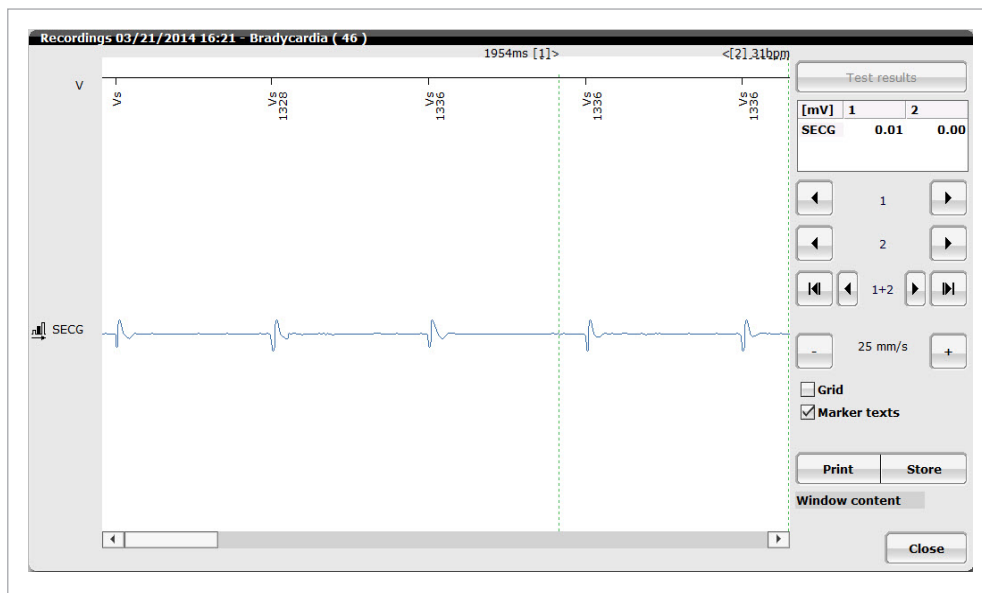 Recordings 03/21/2014 16:21 - Bradycardia ( 46 )
1954ms [1]> <[2] 31bpm
V
Vs
Vs 1328
Vs 1336
Vs 1336
Vs 1336
SECG
Test results
[mV] 1 2
SECG 0.01 0.00
1
2
1+2
- 25 mm/s +
Grid
Marker texts
Print Store
Window content
Close